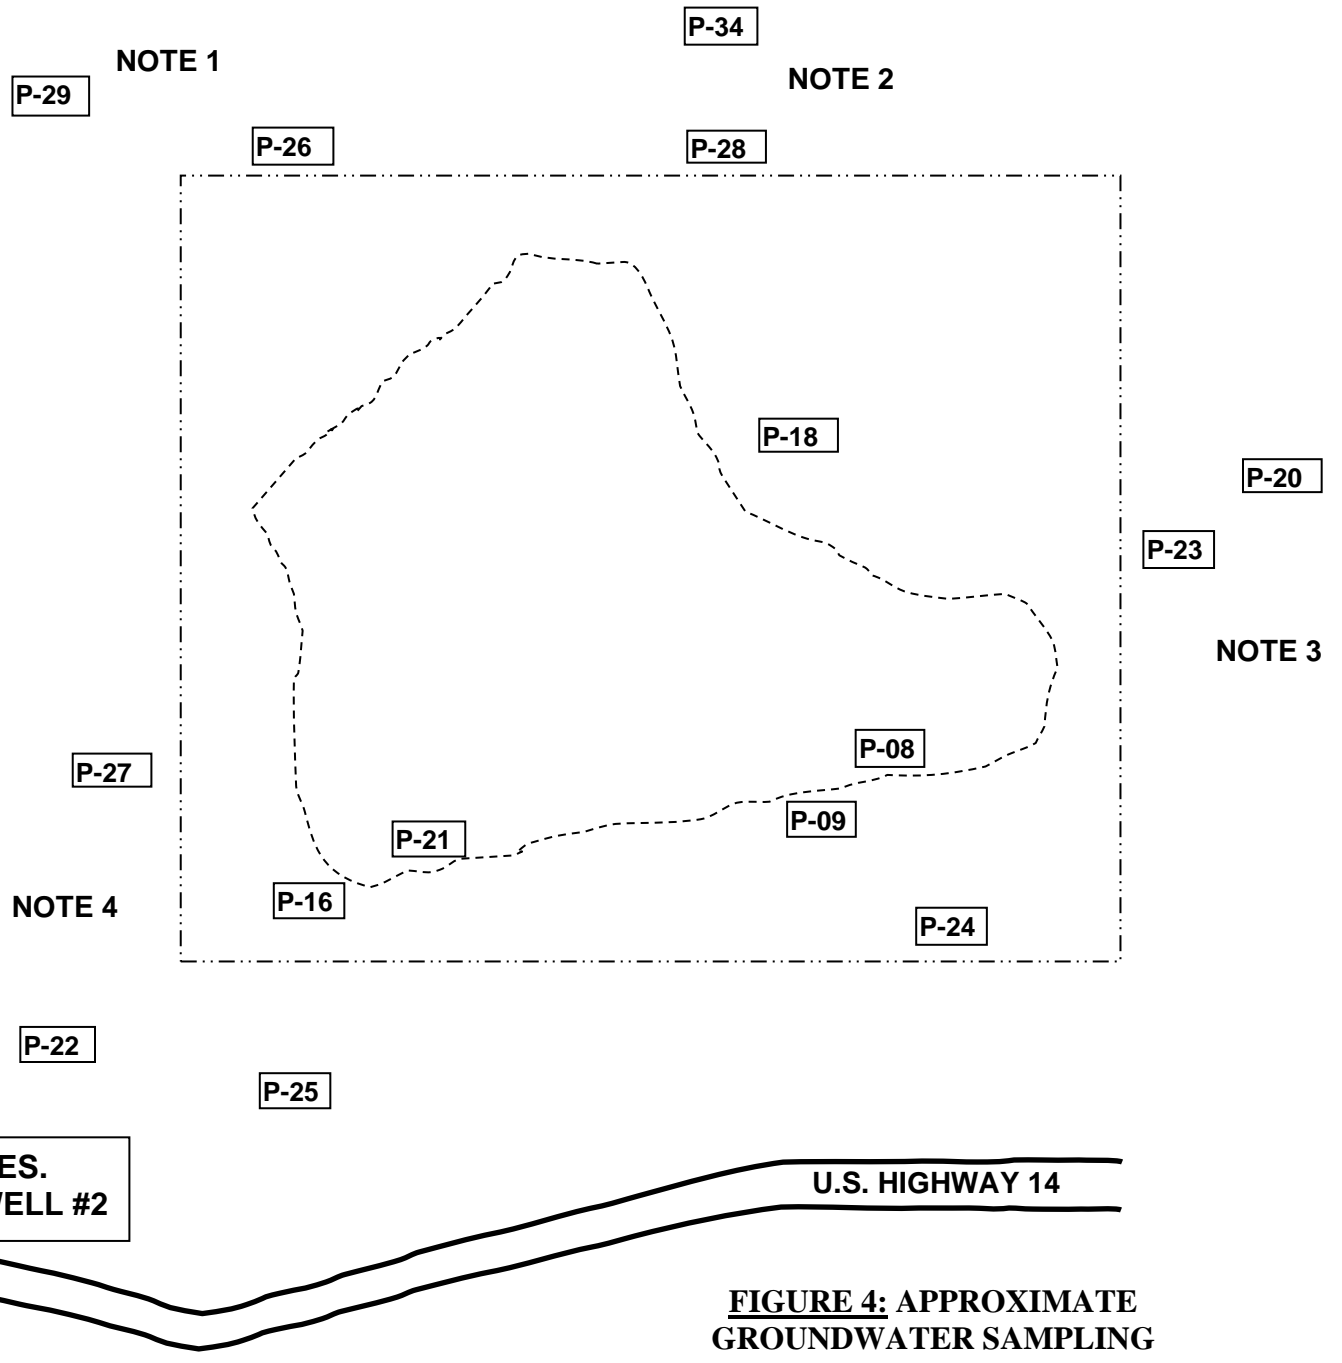 P-34
NOTE 1
NOTE 2
P-29
P-26
P-28
P-18
P-20
P-23
NOTE 3
P-08
P-27
P-09
P-21
P-16
NOTE 4
P-24
P-22
P-25
ES.
ELL #2
U.S. HIGHWAY 14
FIGURE 4: APPROXIMATE
GROUNDWATER SAMPLING